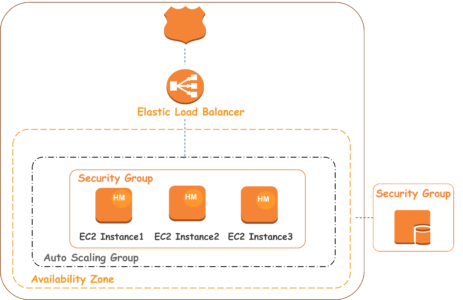 Elastic Load Balancer
Security Group
HM
HM
HM
EC2 Instance1
EC2 Instance2
EC2 Instance3
Auto Scaling Group
Availability Zone
Security Group